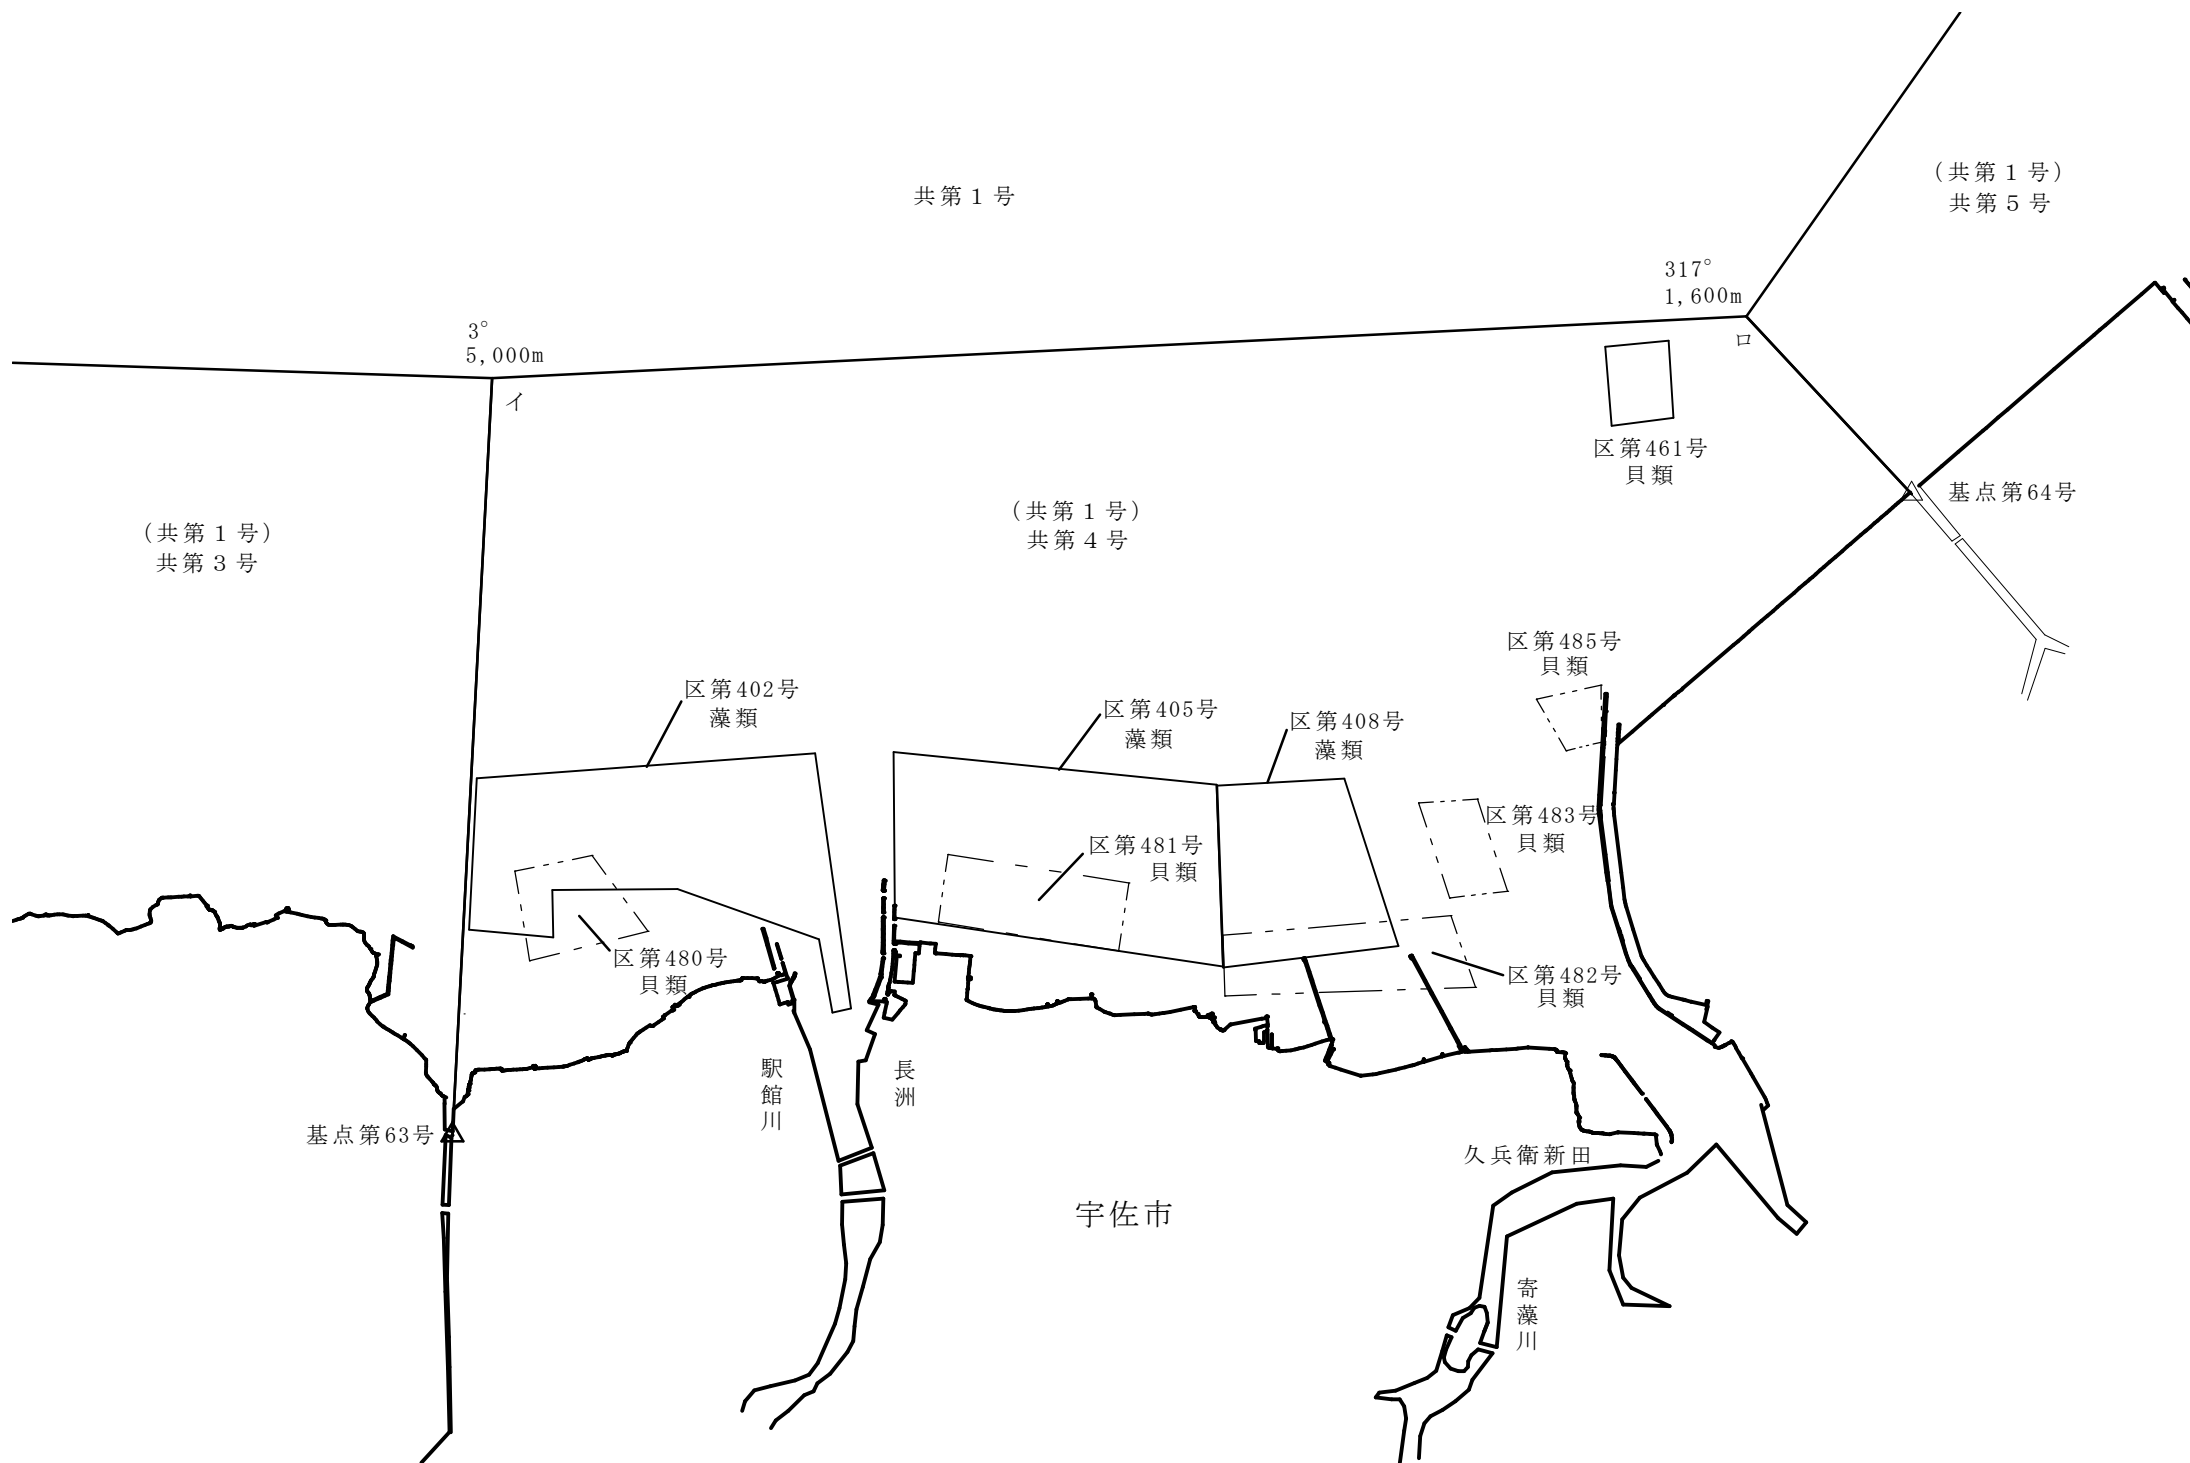 共第１号
(共第１号)
共第５号
317°
1,600m
ロ
3°
5,000m
イ
区第461号
貝類
基点第64号
(共第１号)
共第３号
(共第１号)
共第４号
区第485号
貝類
区第402号
藻類
区第405号
藻類
区第408号
藻類
区第483号
貝類
区第481号
貝類
区第480号
貝類
区第482号
貝類
駅館川
長洲
基点第63号
久兵衛新田
宇佐市
寄藻川